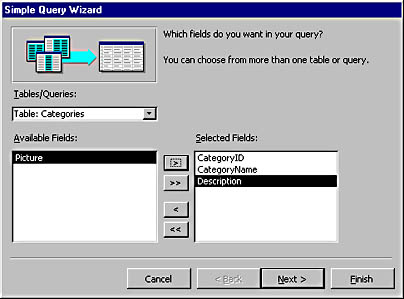 Simple Query Wizard
Which fields do you want in your query?
You can choose from more than one table or query.
Tables/Queries:
Table: Categories
Available Fields:
Selected Fields:
Picture
>
>>
<
<<
CategoryID
CategoryName
Description
Cancel
< Back
Next >
Finish